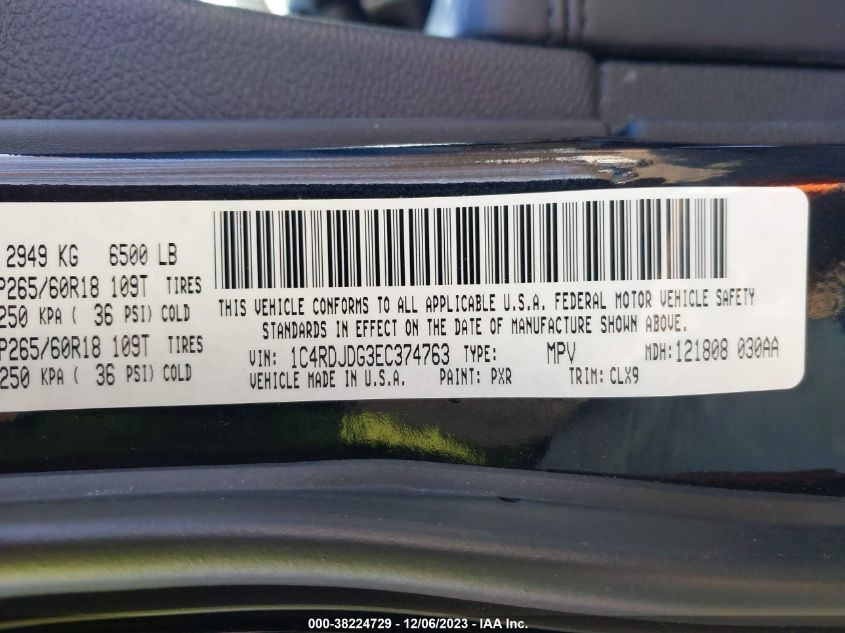 2949 KG 6500 LB
P265/60R18 109T TIRES
250 KPA ( 36 PSI) COLD
P265/60R18 109T TIRES
250 KPA ( 36 PSI) COLD
THIS VEHICLE CONFORMS TO ALL APPLICABLE U.S.A. FEDERAL MOTOR VEHICLE SAFETY
STANDARDS IN EFFECT ON THE DATE OF MANUFACTURE SHOWN ABOVE.
VIN: 1C4RDJDG3EC374763 TYPE: MPV MDH:121808 030AA
VEHICLE MADE IN U.S.A. PAINT: PXR TRIM: CLX9
000-38224729 - 12/06/2023 - IAA Inc.